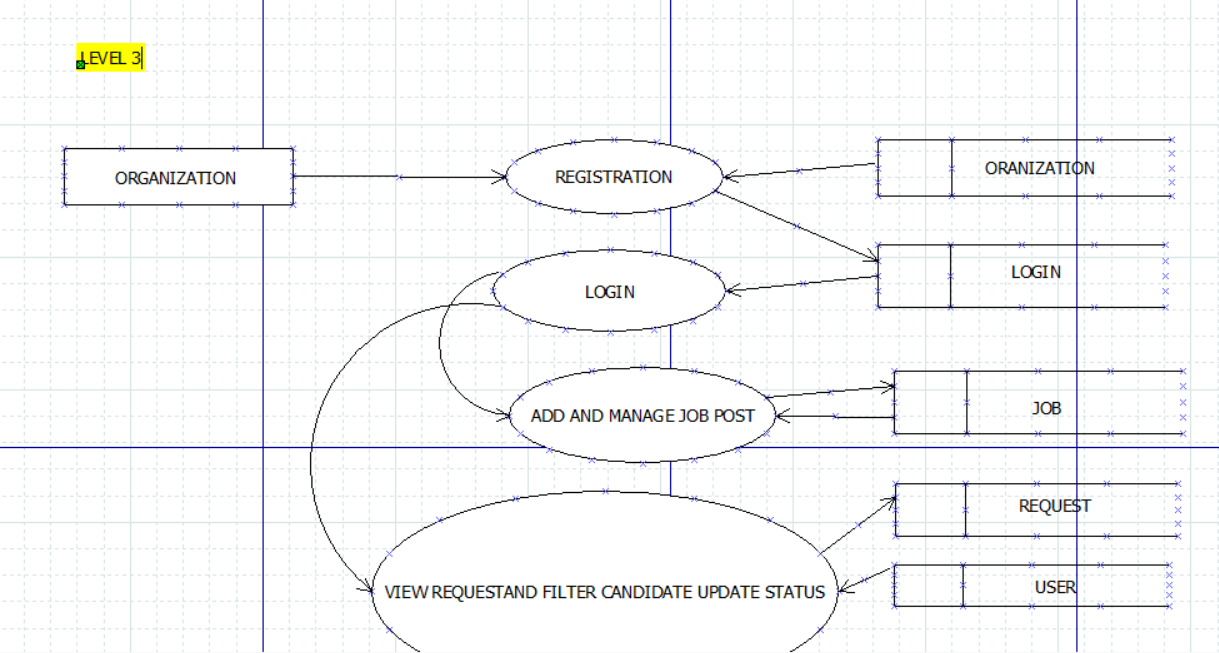 LEVEL 3
ORGANIZATION
REGISTRATION
ORANIZATION
LOGIN
LOGIN
ADD AND MANAGE JOB POST
JOB
REQUEST
VIEW REQUESTAND FILTER CANDIDATE UPDATE STATUS
USER